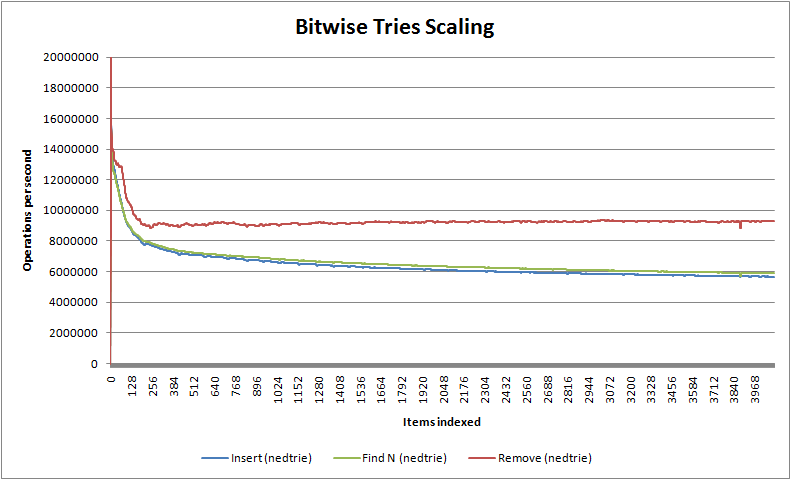 Bitwise Tries Scaling
Operations per second
20000000
18000000
16000000
14000000
12000000
10000000
8000000
6000000
4000000
2000000
0
0 128 256 384 512 640 768 896 1024 1152 1280 1408 1536 1664 1792 1920 2048 2176 2304 2432 2560 2688 2816 2944 3072 3200 3328 3456 3584 3712 3840 3968
Items indexed
Insert (nedtrie) Find N (nedtrie) Remove (nedtrie)